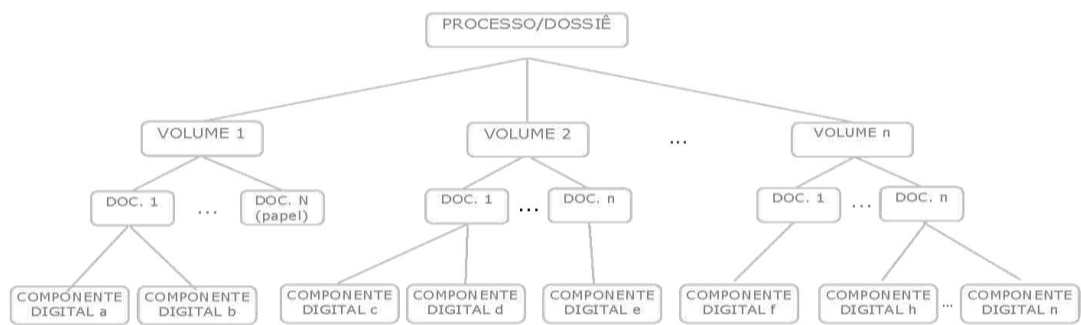 PROCESSO/DOSSIÊ
VOLUME 1
VOLUME 2
...
VOLUME n
DOC. 1
...
DOC. N
(papel)
DOC. 1
...
DOC. n
DOC. 1
...
DOC. n
COMPONENTE
DIGITAL a
COMPONENTE
DIGITAL b
COMPONENTE
DIGITAL c
COMPONENTE
DIGITAL d
COMPONENTE
DIGITAL e
COMPONENTE
DIGITAL f
COMPONENTE
DIGITAL h
...
COMPONENTE
DIGITAL n